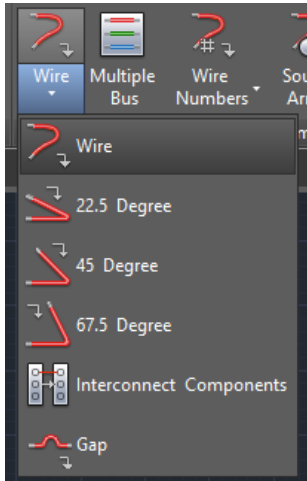 Wire Multiple Wire
Bus Numbers
Wire
22.5 Degree
45 Degree
67.5 Degree
Interconnect Components
Gap